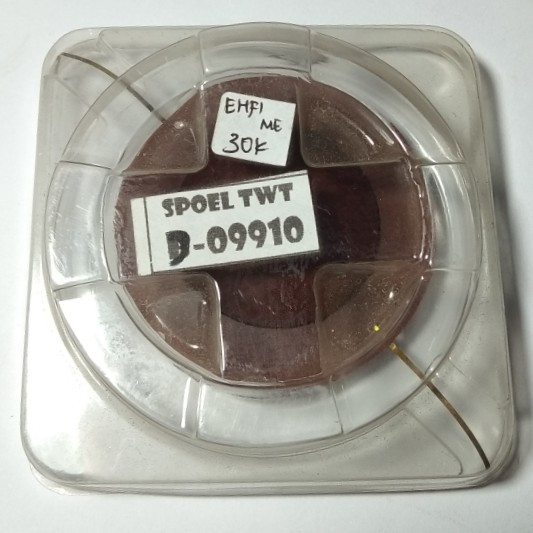 EHFI
ME
30K
SPOEL TWT
D-09910